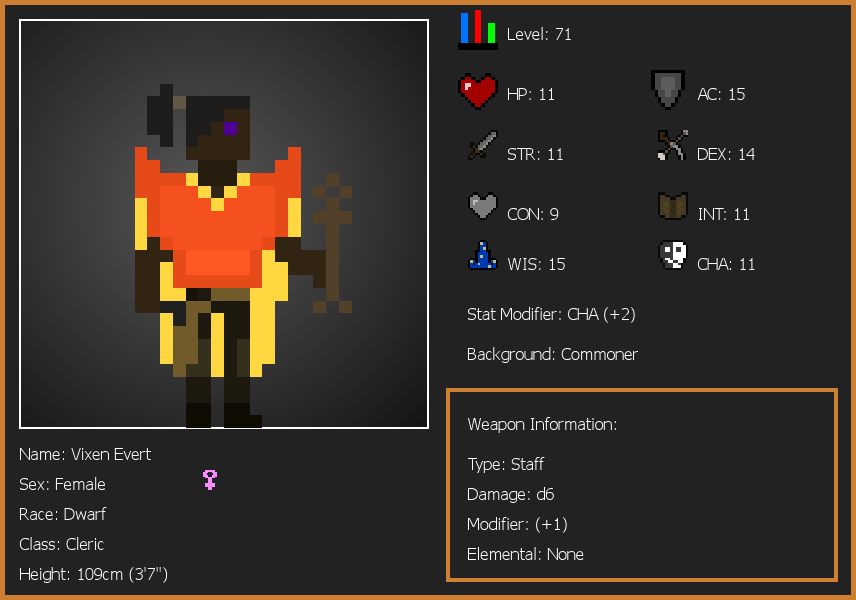 Level: 71
HP: 11
AC: 15
STR: 11
DEX: 14
CON: 9
INT: 11
WIS: 15
CHA: 11
Stat Modifier: CHA (+2)
Background: Commoner
Weapon Information:
Type: Staff
Damage: d6
Modifier: (+1)
Elemental: None
Name: Vixen Evert
Sex: Female
Race: Dwarf
Class: Cleric
Height: 109cm (3'7")